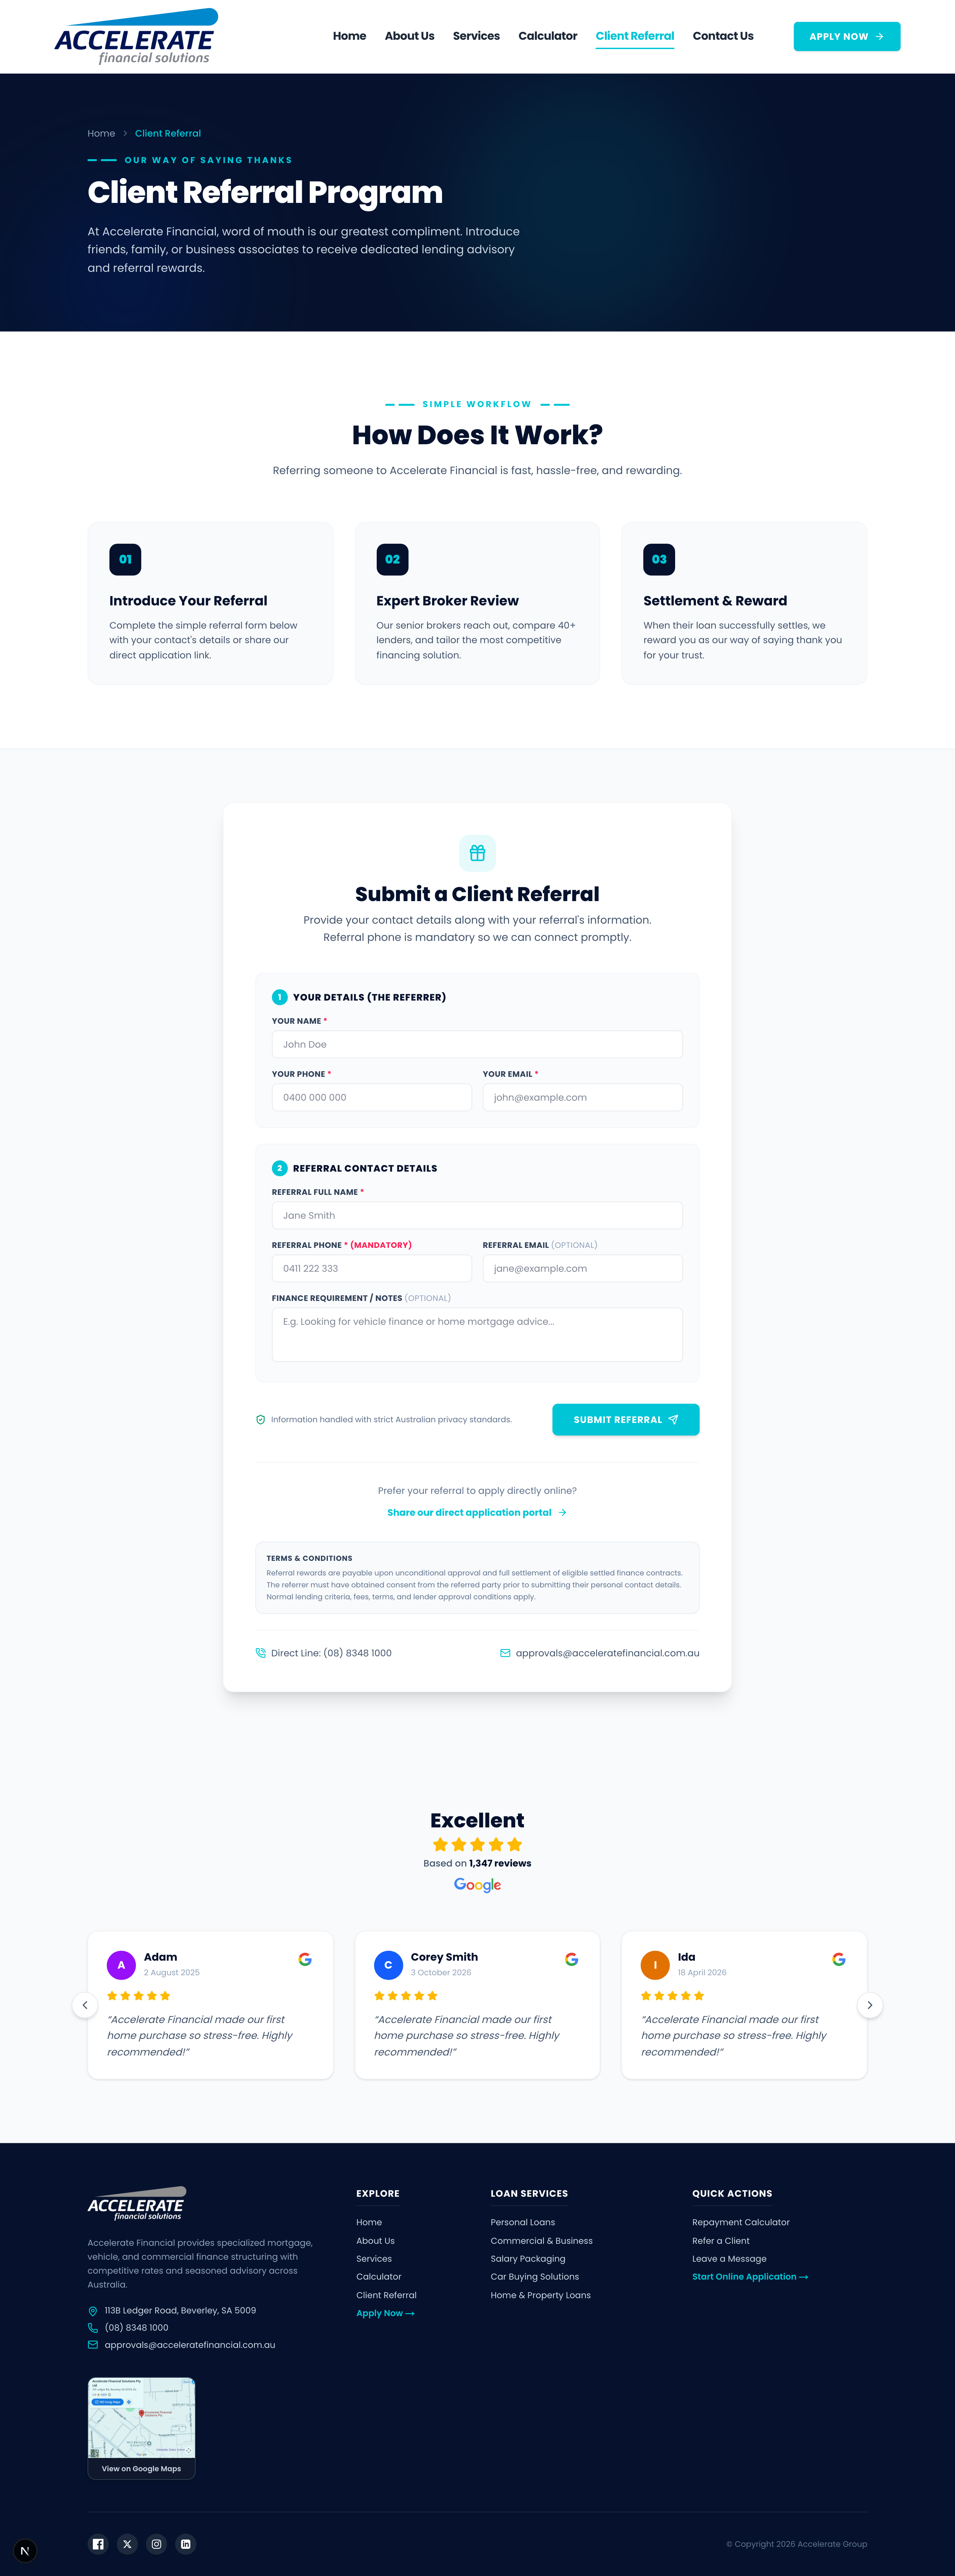 ACCELERATE
financial solutions
Home
About Us
Services
Calculator
Client Referral
Contact Us
APPLY NOW →
Home > Client Referral
OUR WAY OF SAYING THANKS
Client Referral Program
At Accelerate Financial, word of mouth is our greatest compliment. Introduce
friends, family, or business associates to receive dedicated lending advisory
and referral rewards.
SIMPLE WORKFLOW
How Does It Work?
Referring someone to Accelerate Financial is fast, hassle-free, and rewarding.
01
Introduce Your Referral
Complete the simple referral form below
with your contact's details or share our
direct application link.
02
Expert Broker Review
Our senior brokers reach out, compare 40+
lenders, and tailor the most competitive
financing solution.
03
Settlement & Reward
When their loan successfully settles, we
reward you as our way of saying thank you
for your trust.
Submit a Client Referral
Provide your contact details along with your referral's information.
Referral phone is mandatory so we can connect promptly.
1 YOUR DETAILS (THE REFERRER)
YOUR NAME *
John Doe
YOUR PHONE *
0400 000 000
YOUR EMAIL *
john@example.com
2 REFERRAL CONTACT DETAILS
REFERRAL FULL NAME *
Jane Smith
REFERRAL PHONE * (MANDATORY)
0411 222 333
REFERRAL EMAIL (OPTIONAL)
jane@example.com
FINANCE REQUIREMENT / NOTES (OPTIONAL)
E.g. Looking for vehicle finance or home mortgage advice...
Information handled with strict Australian privacy standards.
SUBMIT REFERRAL
Prefer your referral to apply directly online?
Share our direct application portal →
TERMS & CONDITIONS
Referral rewards are payable upon unconditional approval and full settlement of eligible settled finance contracts.
The referrer must have obtained consent from the referred party prior to submitting their personal contact details.
Normal lending criteria, fees, terms, and lender approval conditions apply.
Direct Line: (08) 8348 1000
approvals@acceleratefinancial.com.au
Excellent
Based on 1,347 reviews
Google
A
Adam
2 August 2025
G
"Accelerate Financial made our first
home purchase so stress-free. Highly
recommended!"
C
Corey Smith
3 October 2026
G
"Accelerate Financial made our first
home purchase so stress-free. Highly
recommended!"
I
Ida
18 April 2026
G
"Accelerate Financial made our first
home purchase so stress-free. Highly
recommended!"
ACCELERATE
financial solutions
Accelerate Financial provides specialized mortgage,
vehicle, and commercial finance structuring with
competitive rates and seasoned advisory across
Australia.
113B Ledger Road, Beverley, SA 5009
(08) 8348 1000
approvals@acceleratefinancial.com.au
View on Google Maps
EXPLORE
Home
About Us
Services
Calculator
Client Referral
Apply Now →
LOAN SERVICES
Personal Loans
Commercial & Business
Salary Packaging
Car Buying Solutions
Home & Property Loans
QUICK ACTIONS
Repayment Calculator
Refer a Client
Leave a Message
Start Online Application →
N
© Copyright 2026 Accelerate Group